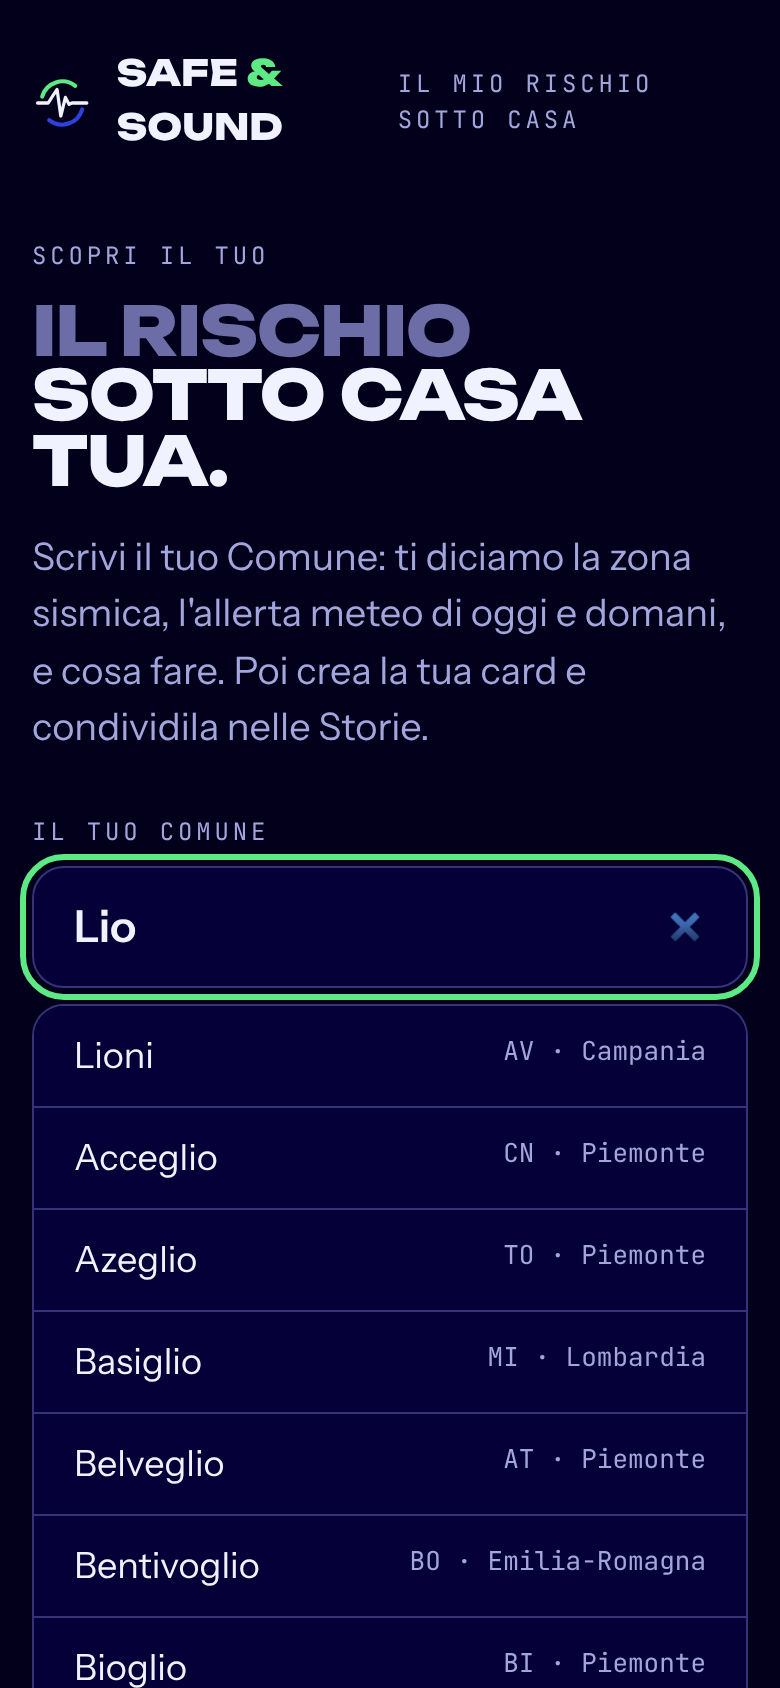 SAFE &
SOUND
IL MIO RISCHIO
SOTTO CASA
SCOPRI IL TUO
IL RISCHIO
SOTTO CASA
TUA.
Scrivi il tuo Comune: ti diciamo la zona
sismica, l'allerta meteo di oggi e domani,
e cosa fare. Poi crea la tua card e
condividila nelle Storie.
IL TUO COMUNE
Lio
Lioni AV · Campania
Acceglio CN · Piemonte
Azeglio TO · Piemonte
Basiglio MI · Lombardia
Belveglio AT · Piemonte
Bentivoglio BO · Emilia-Romagna
Bioglio BI · Piemonte